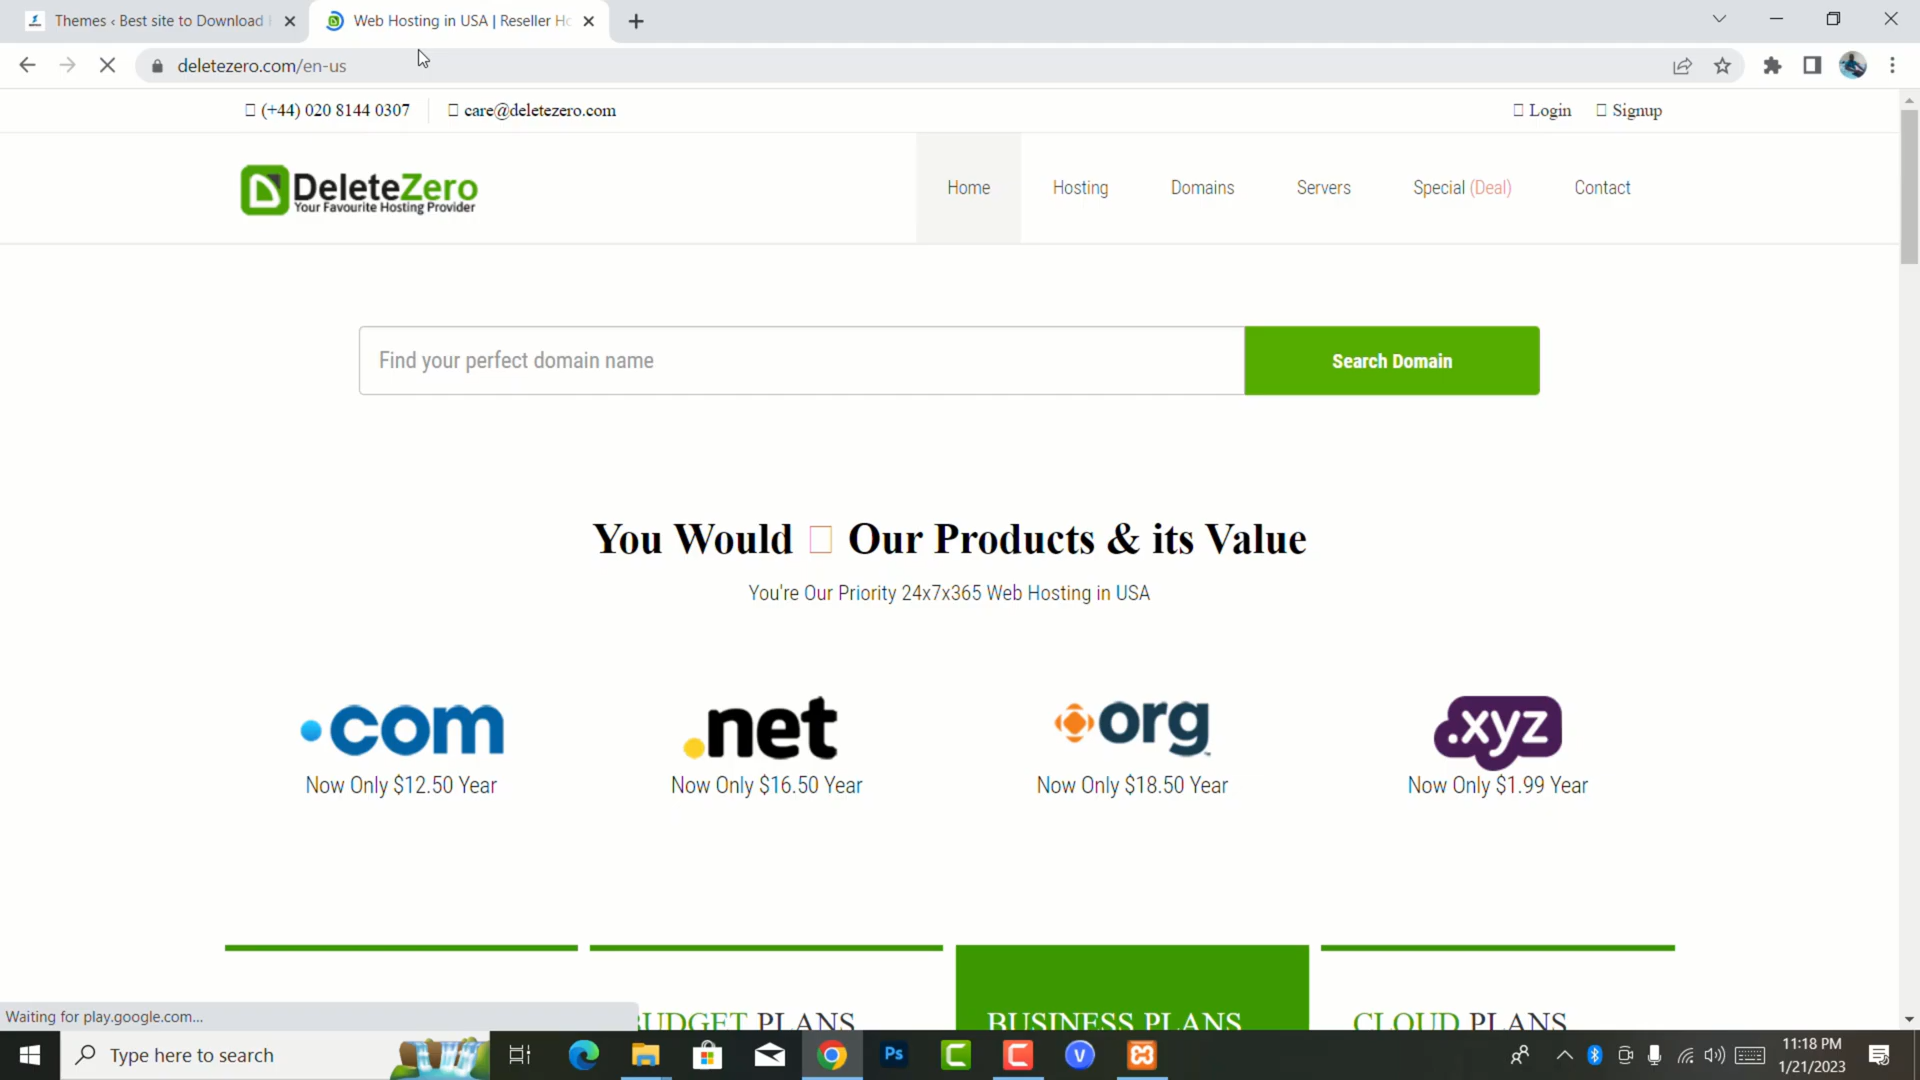 Themes ‹ Best site to Download
Web Hosting in USA | Reseller Ho
deletezero.com/en-us
(+44) 020 8144 0307
care@deletezero.com
Login
Signup
DeleteZero
Your Favourite Hosting Provider
Home
Hosting
Domains
Servers
Special (Deal)
Contact
Find your perfect domain name
Search Domain
You Would Our Products & its Value
You're Our Priority 24x7x365 Web Hosting in USA
.com
.net
org
.xyz
Now Only $12.50 Year
Now Only $16.50 Year
Now Only $18.50 Year
Now Only $1.99 Year
BUDGET PLANS
BUSINESS PLANS
CLOUD PLANS
Waiting for play.google.com...
Type here to search
Ps
11:18 PM
1/21/2023